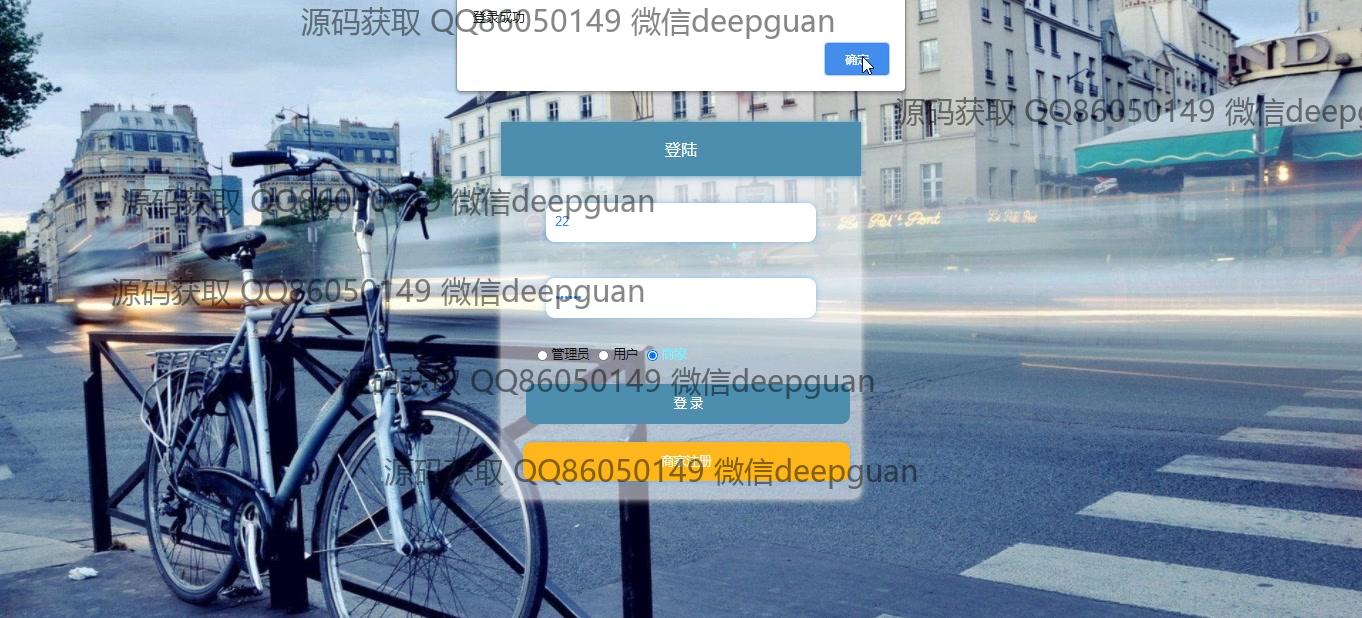 登录成功
源码获取 QQ86050149 微信deepguan
确定
源码获取 QQ86050149 微信deepg
登陆
源码获取 QQ86050149 微信deepguan
22
Le Petit Pont
源码获取 QQ86050149 微信deepguan
管理员 用户 商家
源码获取 QQ86050149 微信deepguan
登录
商家注册
源码获取 QQ86050149 微信deepguan
ND